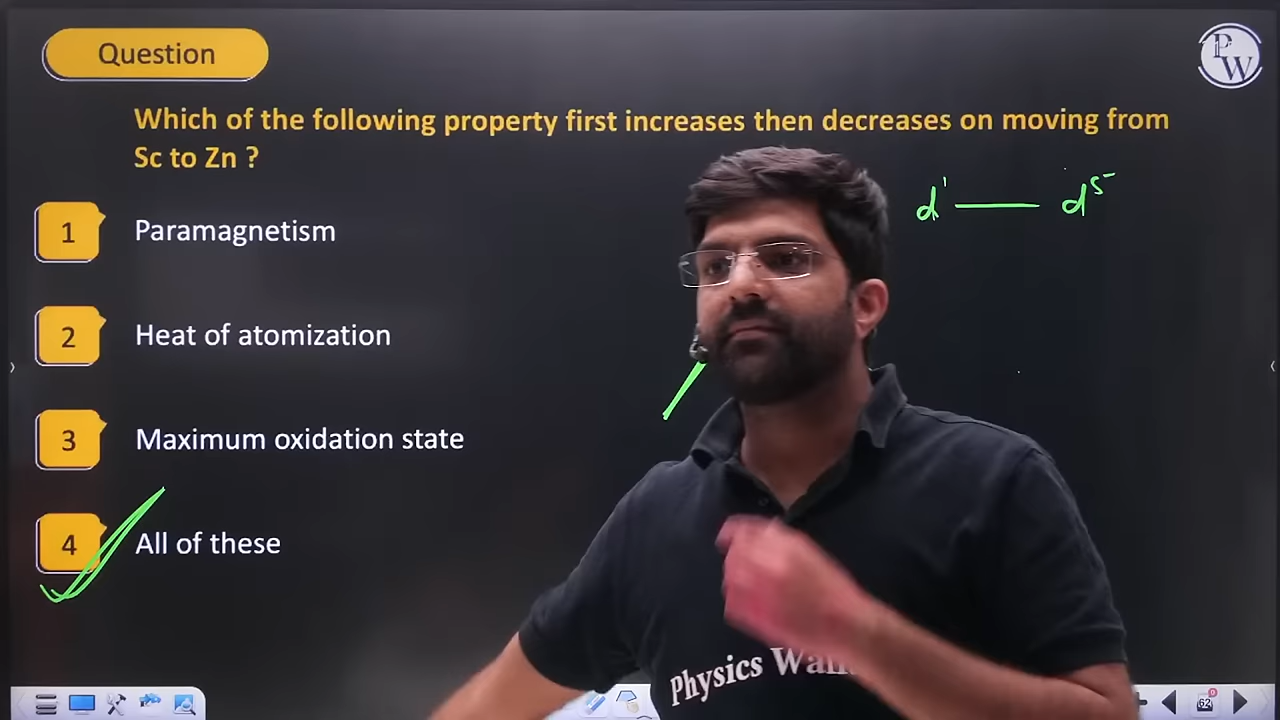 Question
PW
Which of the following property first increases then decreases on moving from
Sc to Zn ?
d¹ — d⁵
1 Paramagnetism
2 Heat of atomization
3 Maximum oxidation state
4 All of these
Physics
62